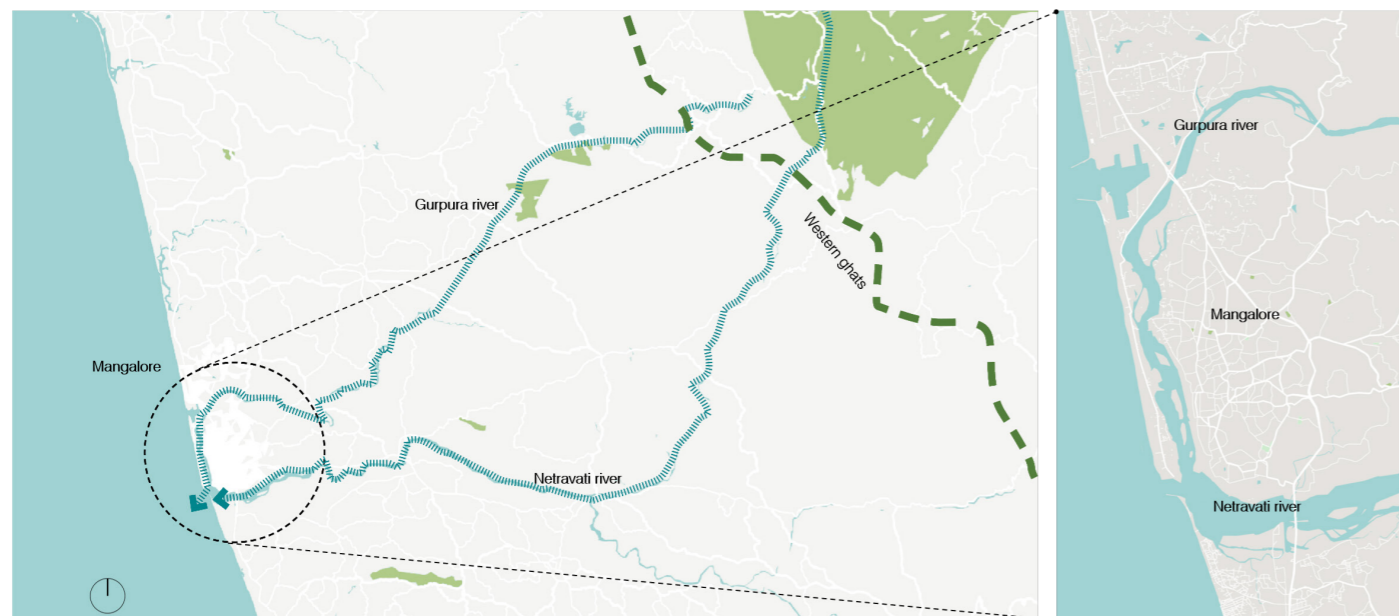 Gurpura river
Western ghats
Mangalore
Netravati river
Gurpura river
Mangalore
Netravati river